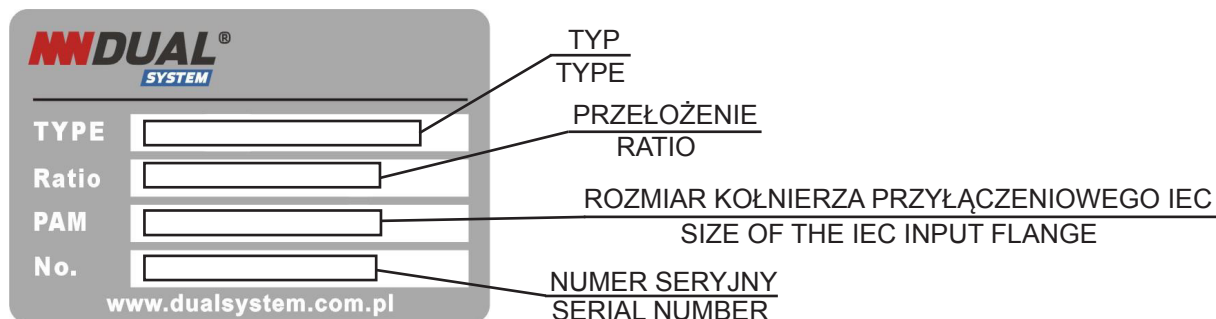 DUAL®
SYSTEM
TYPE
Ratio
PAM
No.
www.dualsystem.com.pl
TYP
TYPE
PRZEŁOŻENIE
RATIO
ROZMIAR KOŁNIERZA PRZYŁĄCZENIOWEGO IEC
SIZE OF THE IEC INPUT FLANGE
NUMER SERYJNY
SERIAL NUMBER